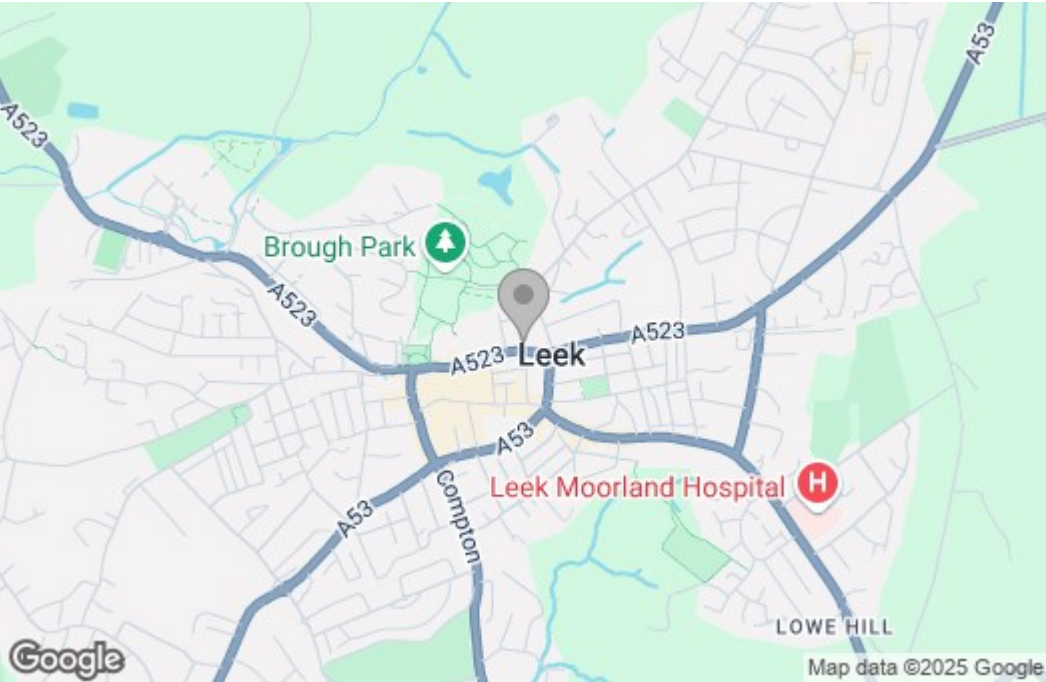 A53
A523
Brough Park
A523
A523
A523
Leek
A53
Leek Moorland Hospital
H
A53
Compton
LOWE HILL
Google
Map data ©2025 Google